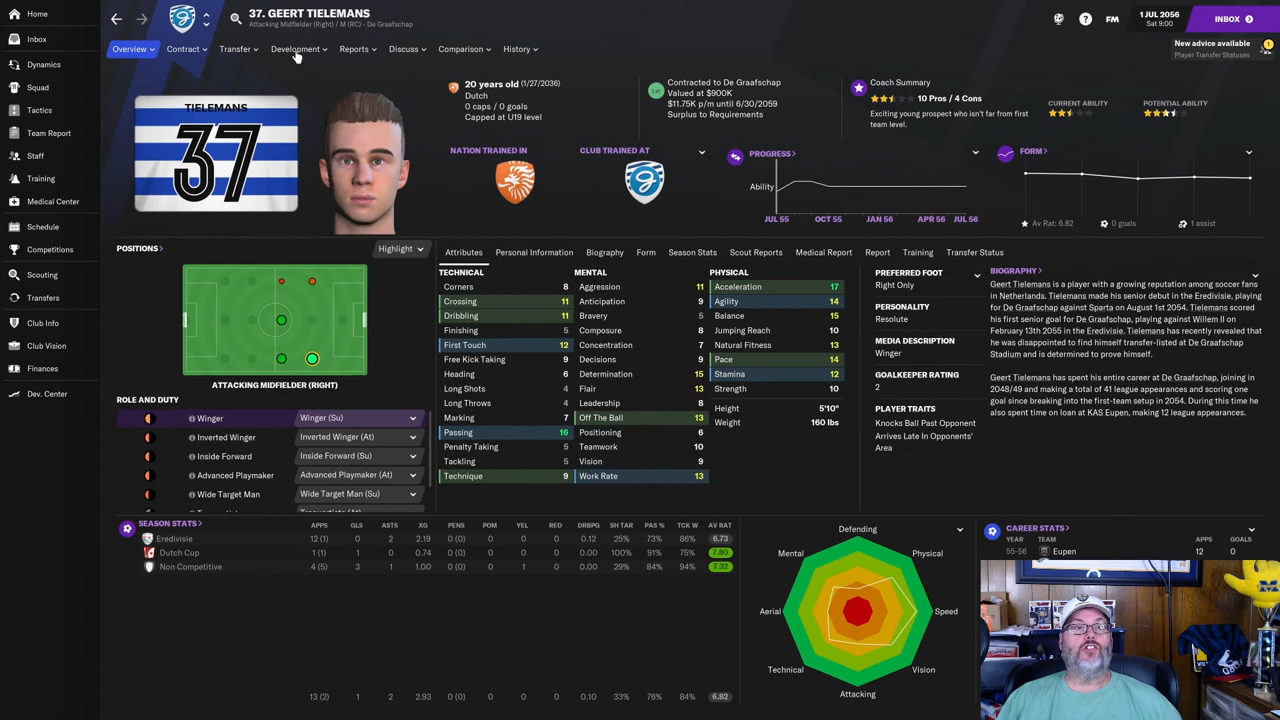 37. GEERT TIELEMANS
Attacking Midfielder (Right) / M (RC) - De Graafschap
FM
1 JUL 2056
Sat 9:00
INBOX
New advice available
Player Transfer Statuses
Home
Inbox
Dynamics
Squad
Tactics
Team Report
Staff
Training
Medical Center
Schedule
Competitions
Scouting
Transfers
Club Info
Club Vision
Finances
Dev. Center
Overview
Contract
Transfer
Development
Reports
Discuss
Comparison
History
TIELEMANS
37
20 years old (1/27/2036)
Dutch
0 caps / 0 goals
Capped at U19 level
Lst
Contracted to De Graafschap
Valued at $900K
$11.75K p/m until 6/30/2059
Surplus to Requirements
Coach Summary
10 Pros / 4 Cons
Exciting young prospect who isn't far from first
team level.
CURRENT ABILITY
POTENTIAL ABILITY
NATION TRAINED IN
CLUB TRAINED AT
PROGRESS
Ability
JUL 55
OCT 55
JAN 56
APR 56
JUL 56
FORM
Av Rat: 6.82
0 goals
1 assist
POSITIONS
Highlight
ATTACKING MIDFIELDER (RIGHT)
ROLE AND DUTY
Winger Winger (Su)
Inverted Winger Inverted Winger (At)
Inside Forward Inside Forward (Su)
Advanced Playmaker Advanced Playmaker (At)
Wide Target Man Wide Target Man (Su)
Attributes
Personal Information
Biography
Form
Season Stats
Scout Reports
Medical Report
Report
Training
Transfer Status
TECHNICAL
Corners 8
Crossing 11
Dribbling 11
Finishing 5
First Touch 12
Free Kick Taking 9
Heading 6
Long Shots 4
Long Throws 4
Marking 7
Passing 16
Penalty Taking 5
Tackling 5
Technique 9
MENTAL
Aggression 11
Anticipation 9
Bravery 5
Composure 8
Concentration 7
Decisions 9
Determination 15
Flair 13
Leadership 8
Off The Ball 13
Positioning 6
Teamwork 10
Vision 9
Work Rate 13
PHYSICAL
Acceleration 17
Agility 14
Balance 15
Jumping Reach 10
Natural Fitness 13
Pace 14
Stamina 12
Strength 10
Height 5'10"
Weight 160 lbs
PREFERRED FOOT
Right Only
PERSONALITY
Resolute
MEDIA DESCRIPTION
Winger
GOALKEEPER RATING
2
PLAYER TRAITS
Knocks Ball Past Opponent
Arrives Late In Opponents'
Area
BIOGRAPHY
Geert Tielemans is a player with a growing reputation among soccer fans
in Netherlands. Tielemans made his senior debut in the Eredivisie, playing
for De Graafschap against Sparta on August 1st 2054. Tielemans scored
his first senior goal for De Graafschap, playing against Willem II on
February 13th 2055 in the Eredivisie. Tielemans has recently revealed that
he was disappointed to find himself transfer-listed at De Graafschap
Stadium and is determined to prove himself.
Geert Tielemans has spent his entire career at De Graafschap, joining in
2048/49 and making a total of 41 league appearances and scoring one
goal since breaking into the first-team setup in 2054. During this time he
also spent time on loan at KAS Eupen, making 12 league appearances.
SEASON STATS APPS GLS ASTS XG PENS POM YEL RED DRBPG SH TAR PAS % TCK W AV RAT
Eredivisie 12 (1) 0 2 2.19 0 (0) 0 0 0 0.12 25% 73% 86% 6.73
Dutch Cup 1 (1) 1 0 0.74 0 (0) 0 0 0 0.00 100% 91% 75% 7.80
Non Competitive 4 (5) 3 1 1.00 0 (0) 0 1 0 0.00 29% 84% 94% 7.32
13 (2) 1 2 2.93 0 (0) 0 0 0 0.10 33% 76% 84% 6.82
Defending
Physical
Speed
Vision
Attacking
Technical
Aerial
Mental
CAREER STATS
YEAR TEAM APPS GOALS
55-56 Eupen 12 0